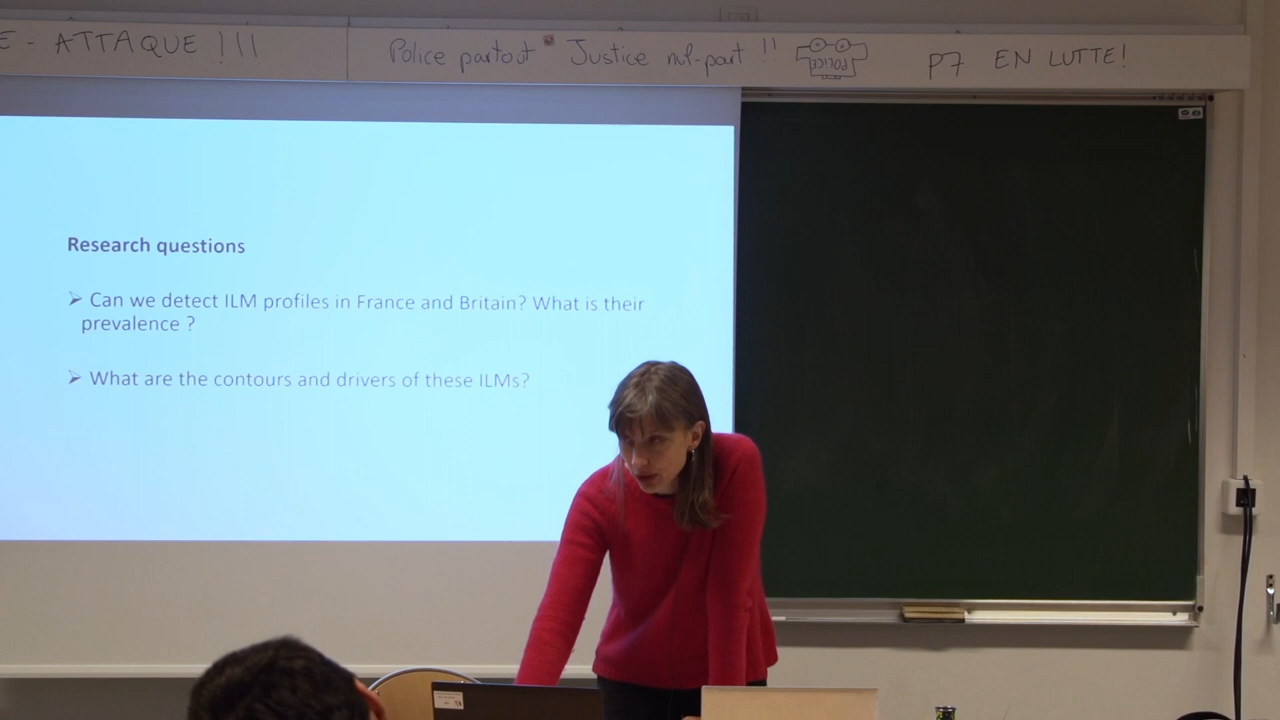 E - ATTAQUE !!!
Police partout Justice nul-part !!
POLICE
P7 EN LUTTE!
Research questions
➢ Can we detect ILM profiles in France and Britain? What is their
prevalence ?
➢ What are the contours and drivers of these ILMs?